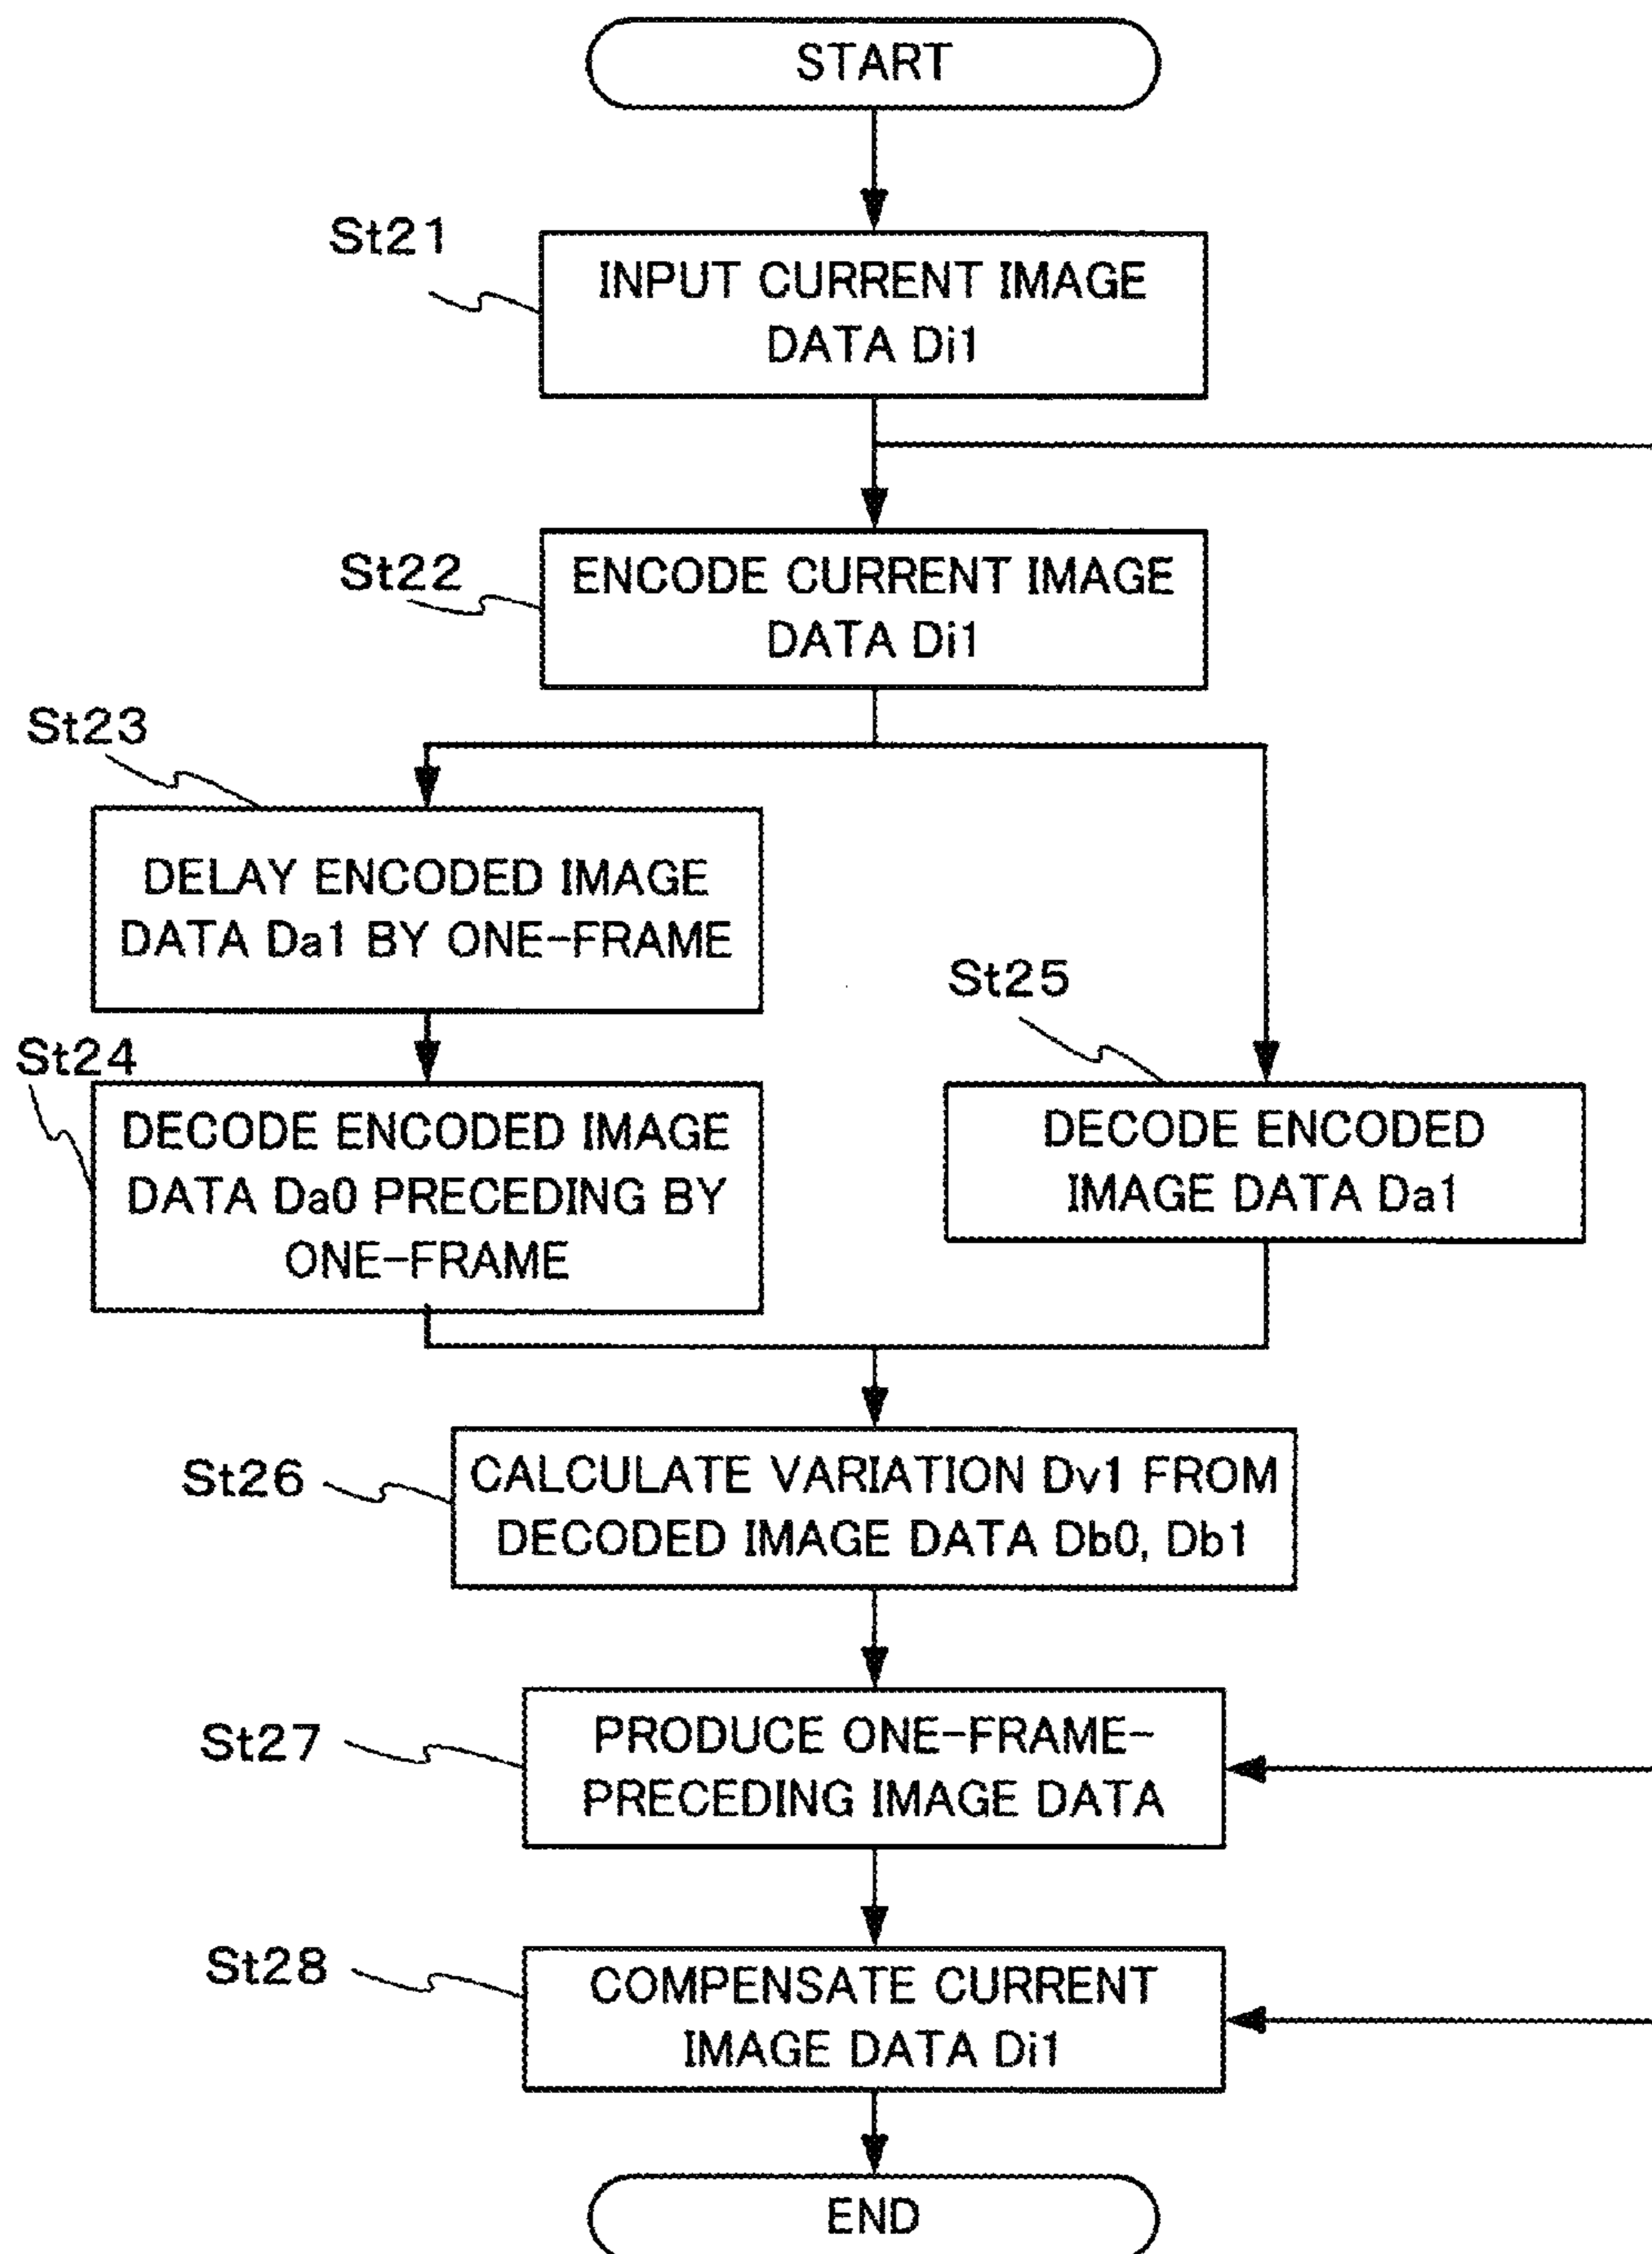 START
St21
INPUT CURRENT IMAGE
DATA Di1
St22
ENCODE CURRENT IMAGE
DATA Di1
St23
DELAY ENCODED IMAGE
DATA Da1 BY ONE-FRAME
St24
DECODE ENCODED IMAGE
DATA Da0 PRECEDING BY
ONE-FRAME
St25
DECODE ENCODED
IMAGE DATA Da1
St26
CALCULATE VARIATION Dv1 FROM
DECODED IMAGE DATA Db0, Db1
St27
PRODUCE ONE-FRAME-
PRECEDING IMAGE DATA
St28
COMPENSATE CURRENT
IMAGE DATA Di1
END